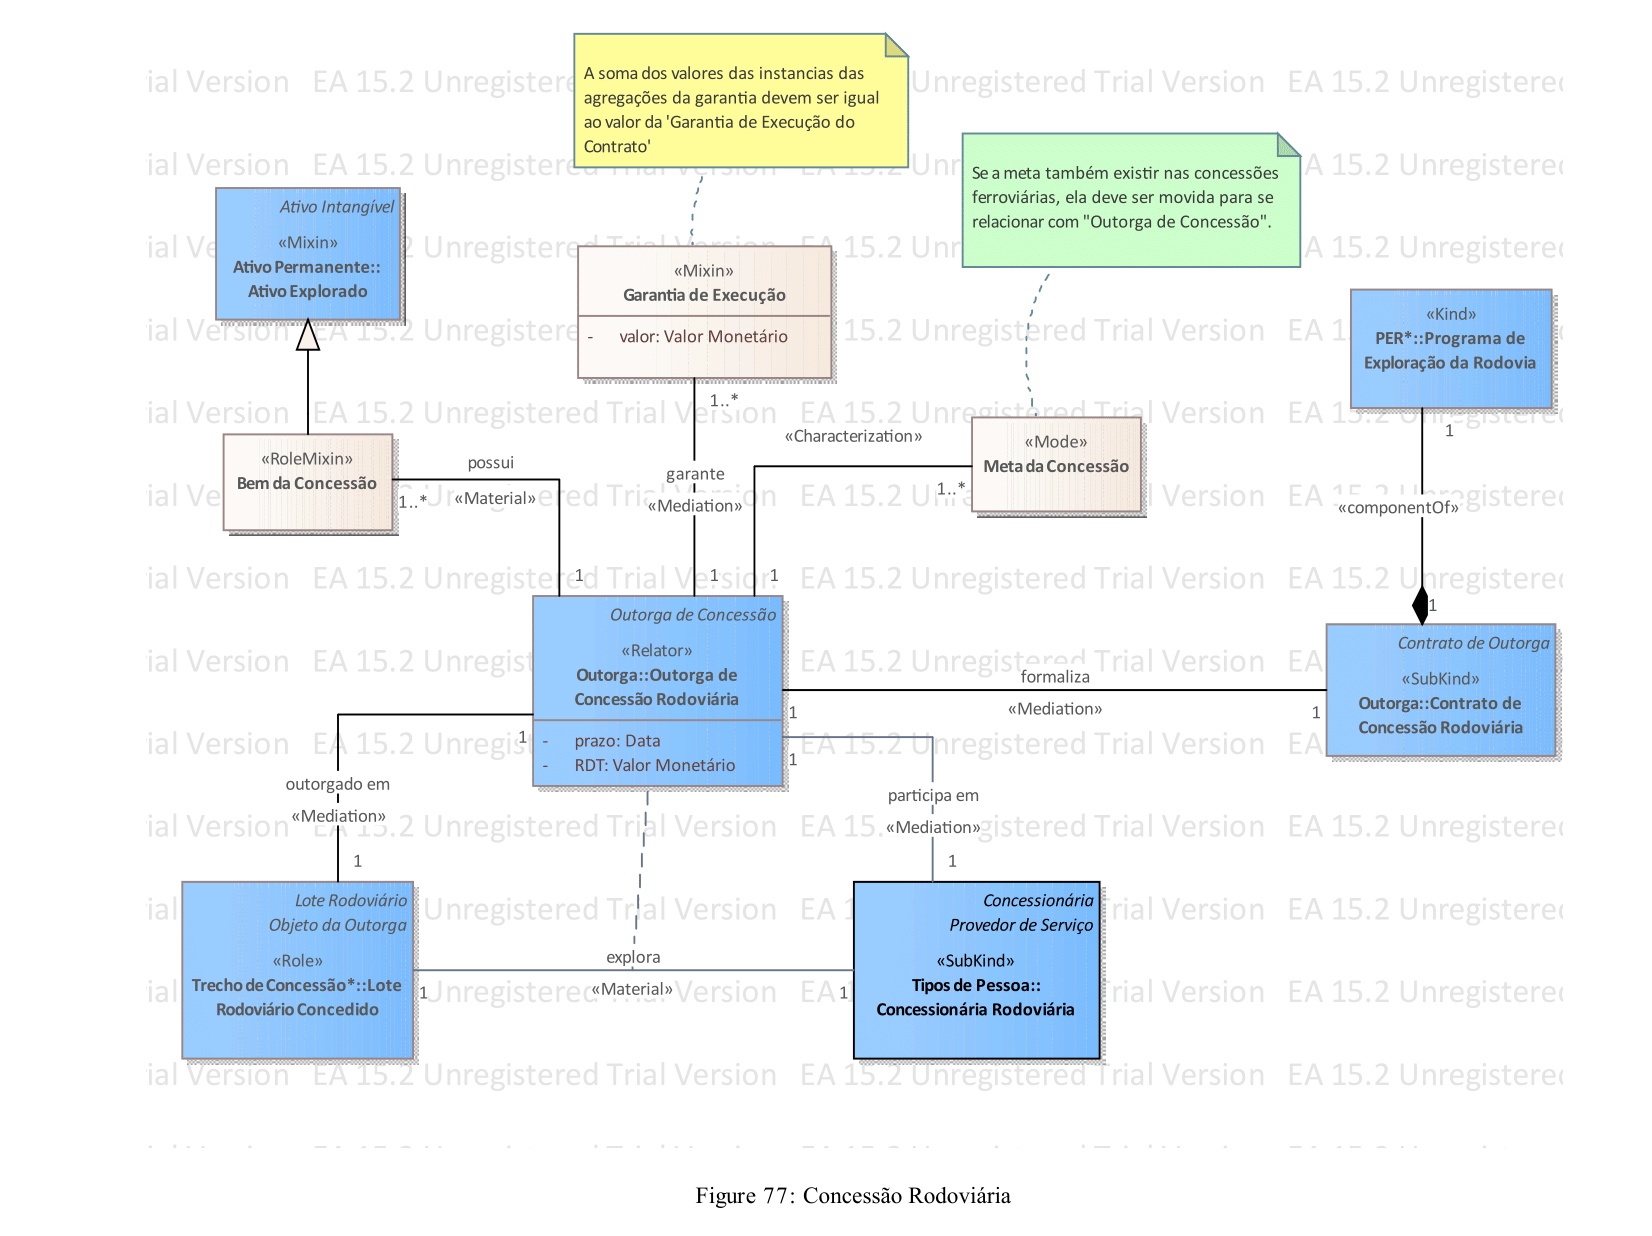 A soma dos valores das instancias das
agregações da garantia devem ser igual
ao valor da 'Garantia de Execução do
Contrato'
Se a meta também existir nas concessões
ferroviárias, ela deve ser movida para se
relacionar com "Outorga de Concessão".
Ativo Intangível
«Mixin»
Ativo Permanente::
Ativo Explorado
«Mixin»
Garantia de Execução
- valor: Valor Monetário
«Kind»
PER*::Programa de
Exploração da Rodovia
1..*
1
«Characterization»
«RoleMixin»
Bem da Concessão
possui
1..*
«Material»
garante
«Mediation»
«Mode»
Meta da Concessão
1..*
«componentOf»
1
1
1
1
Outorga de Concessão
«Relator»
Outorga::Outorga de
Concessão Rodoviária
- prazo: Data
- RDT: Valor Monetário
formaliza
«Mediation»
1
1
Contrato de Outorga
«SubKind»
Outorga::Contrato de
Concessão Rodoviária
1
1
outorgado em
«Mediation»
1
participa em
«Mediation»
1
Lote Rodoviário
Objeto da Outorga
«Role»
Trecho de Concessão*::Lote
Rodoviário Concedido
explora
1
«Material»
1
Concessionária
Provedor de Serviço
«SubKind»
Tipos de Pessoa::
Concessionária Rodoviária
ial Version EA 15.2 Unregistered Trial Version EA 15.2 Unregistered
Figure 77: Concessão Rodoviária